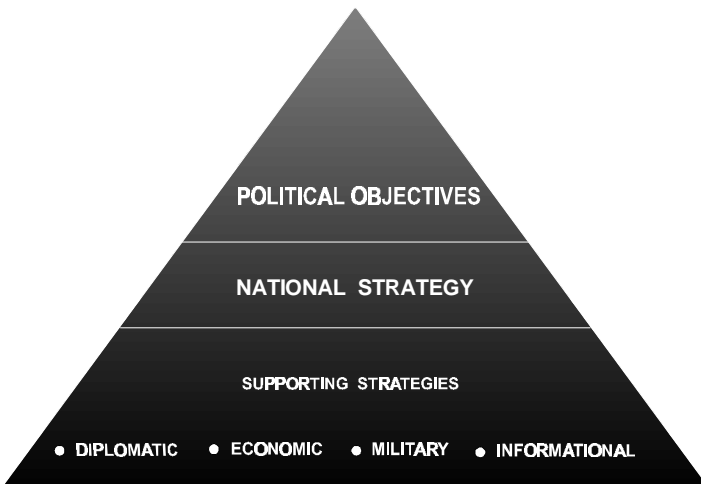 POLITICAL OBJECTIVES
NATIONAL STRATEGY
SUPPORTING STRATEGIES
● DIPLOMATIC ● ECONOMIC ● MILITARY ● INFORMATIONAL